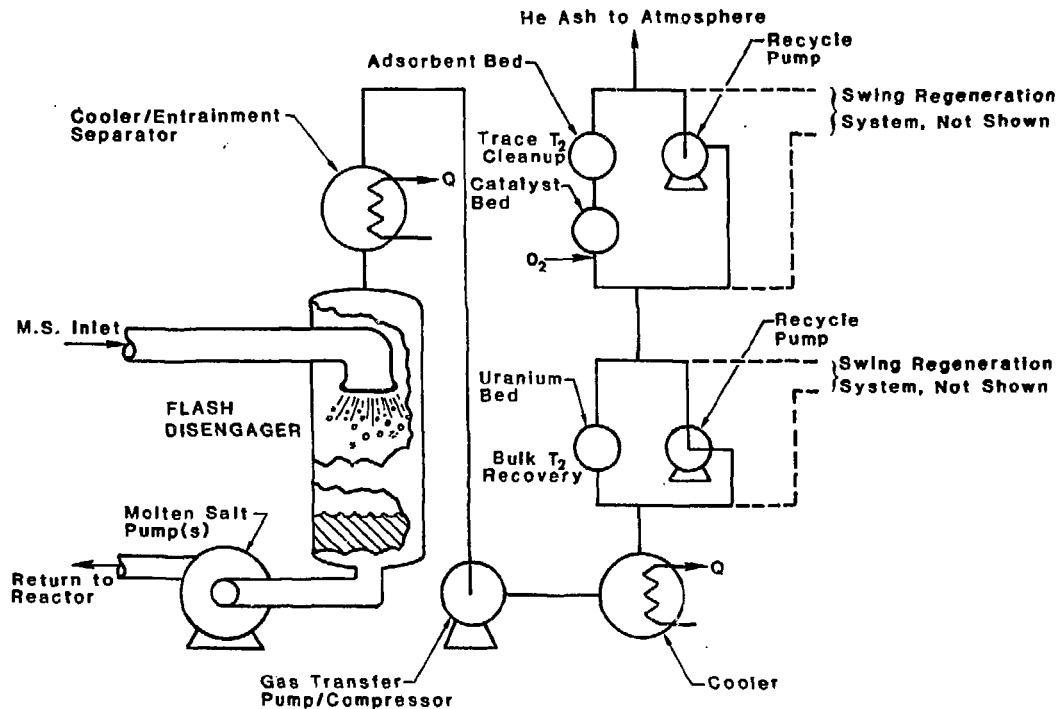 He Ash to Atmosphere
Recycle
Pump
Adsorbent Bed
Swing Regeneration
System, Not Shown
Cooler/Entrainment
Separator
Trace T2
Cleanup
Q
Catalyst
Bed
O2
M.S. Inlet
Recycle
Pump
Uranium
Bed
Swing Regeneration
System, Not Shown
FLASH
DISENGAGER
Bulk T2
Recovery
Molten Salt
Pump(s)
Q
Return to
Reactor
Gas Transfer
Pump/Compressor
Cooler